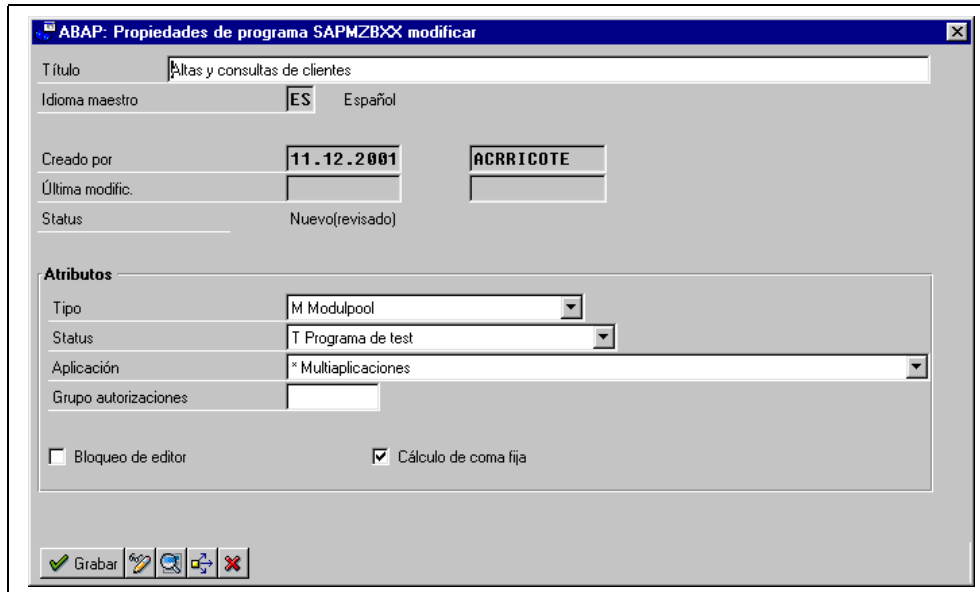 ABAP: Propiedades de programa SAPMZBXX modificar
Título Altas y consultas de clientes
Idioma maestro ES Español
Creado por 11.12.2001 ACRRICOTE
Última modific.
Status Nuevo(revisado)
Atributos
Tipo M Modulpool
Status T Programa de test
Aplicación * Multiaplicaciones
Grupo autorizaciones
Bloqueo de editor Cálculo de coma fija
Grabar